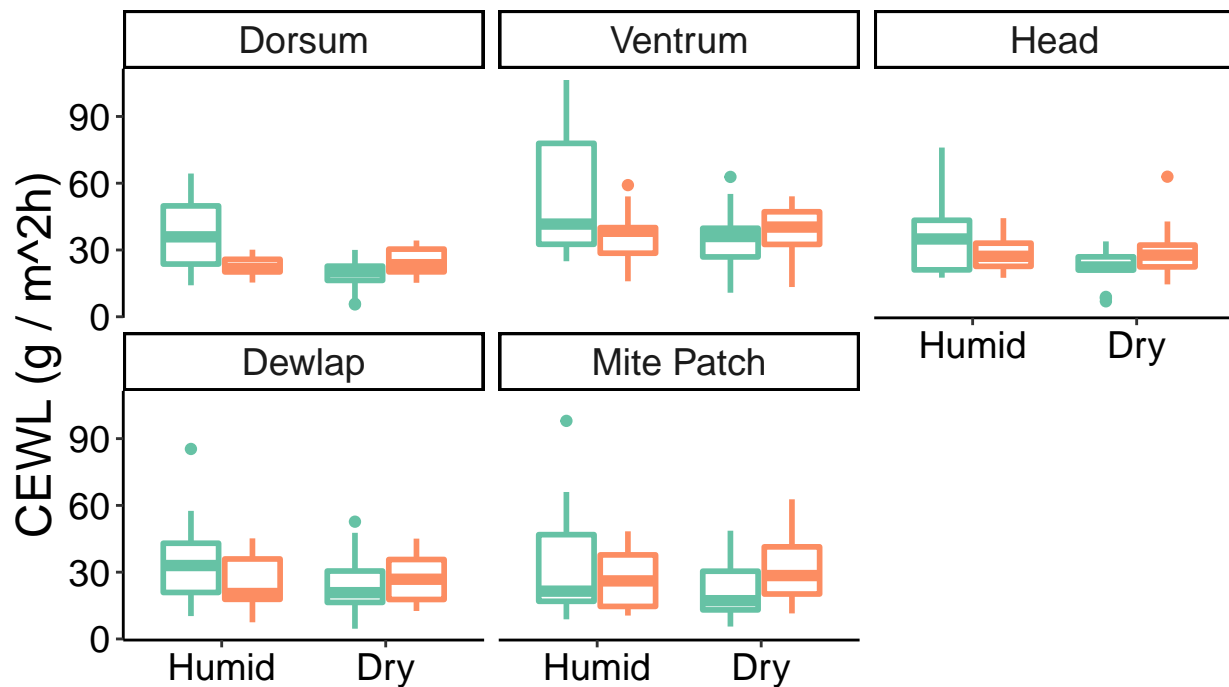 Dorsum
Ventrum
Head
CEWL (g / m^2h)
90
60
30
0
Humid
Dry
Dewlap
Mite Patch
90
60
30
0
Humid
Dry
Humid
Dry